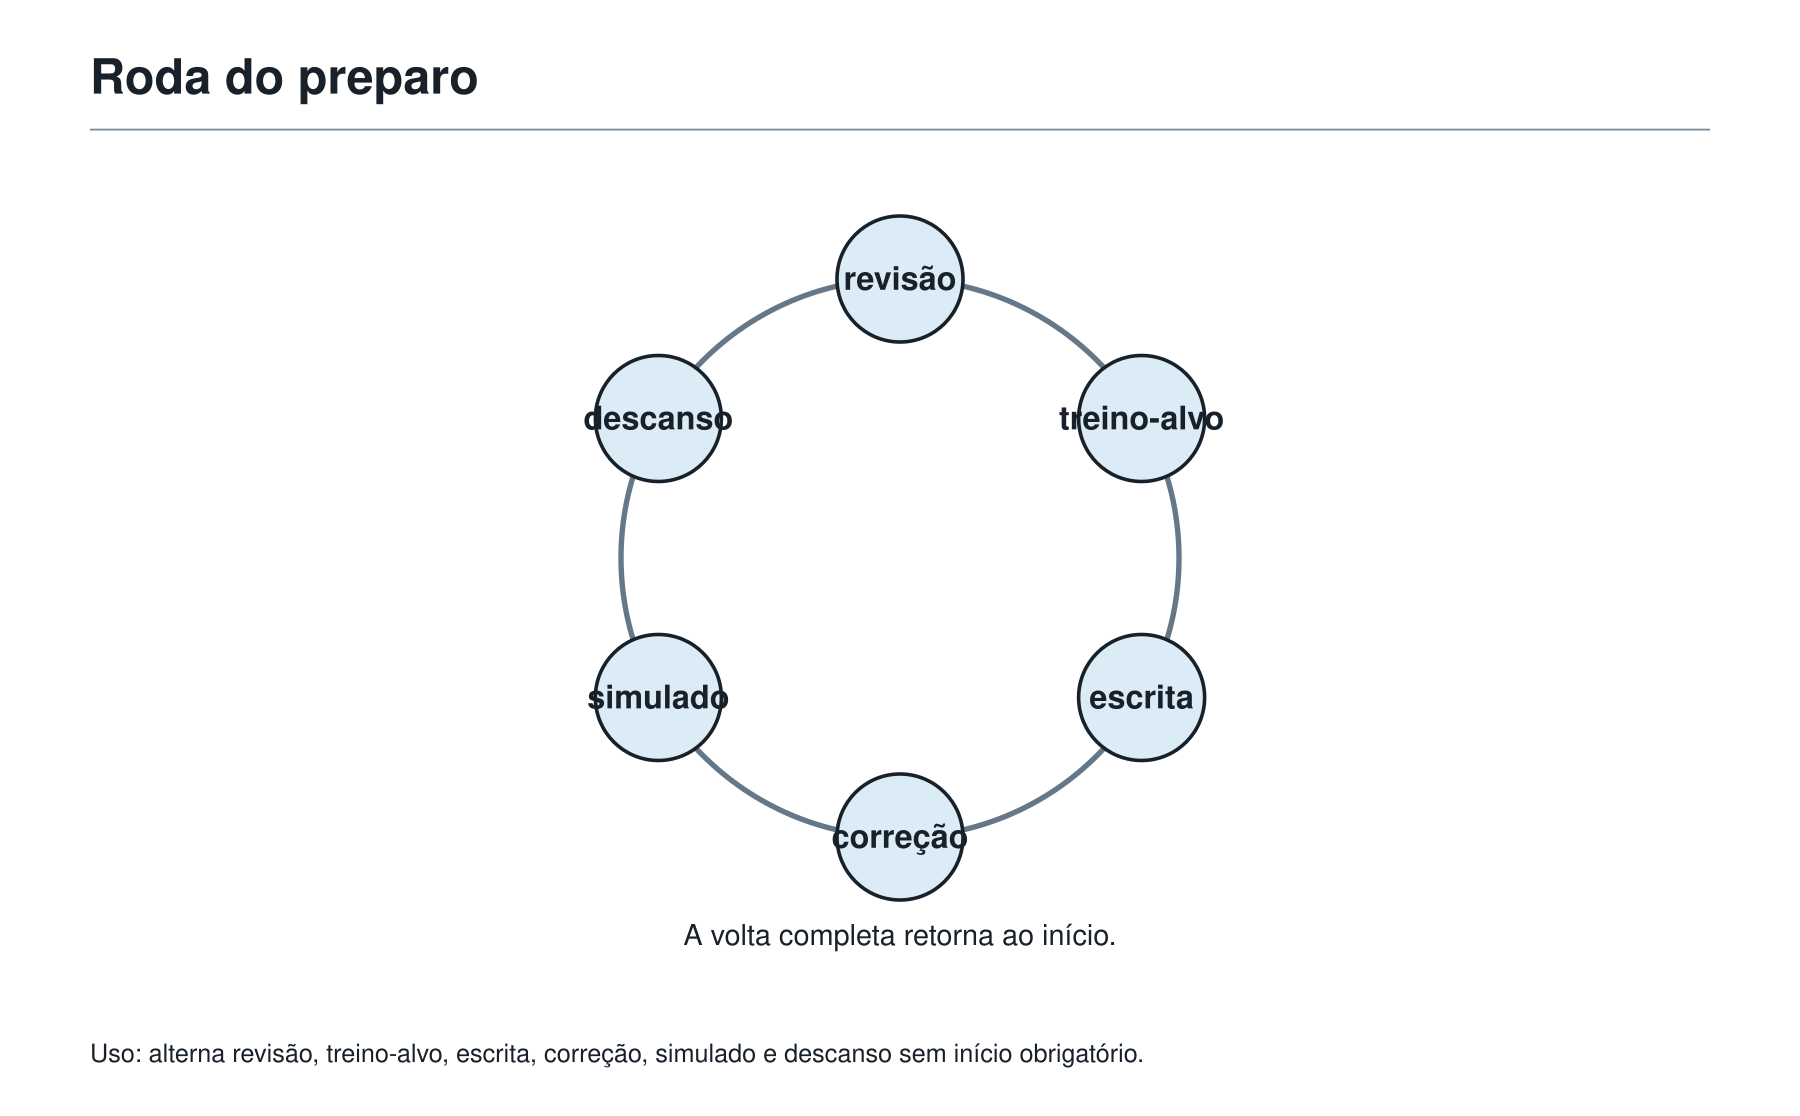 Roda do preparo
revisão
descanso
treino-alvo
simulado
escrita
correção
A volta completa retorna ao início.
Uso: alterna revisão, treino-alvo, escrita, correção, simulado e descanso sem início obrigatório.